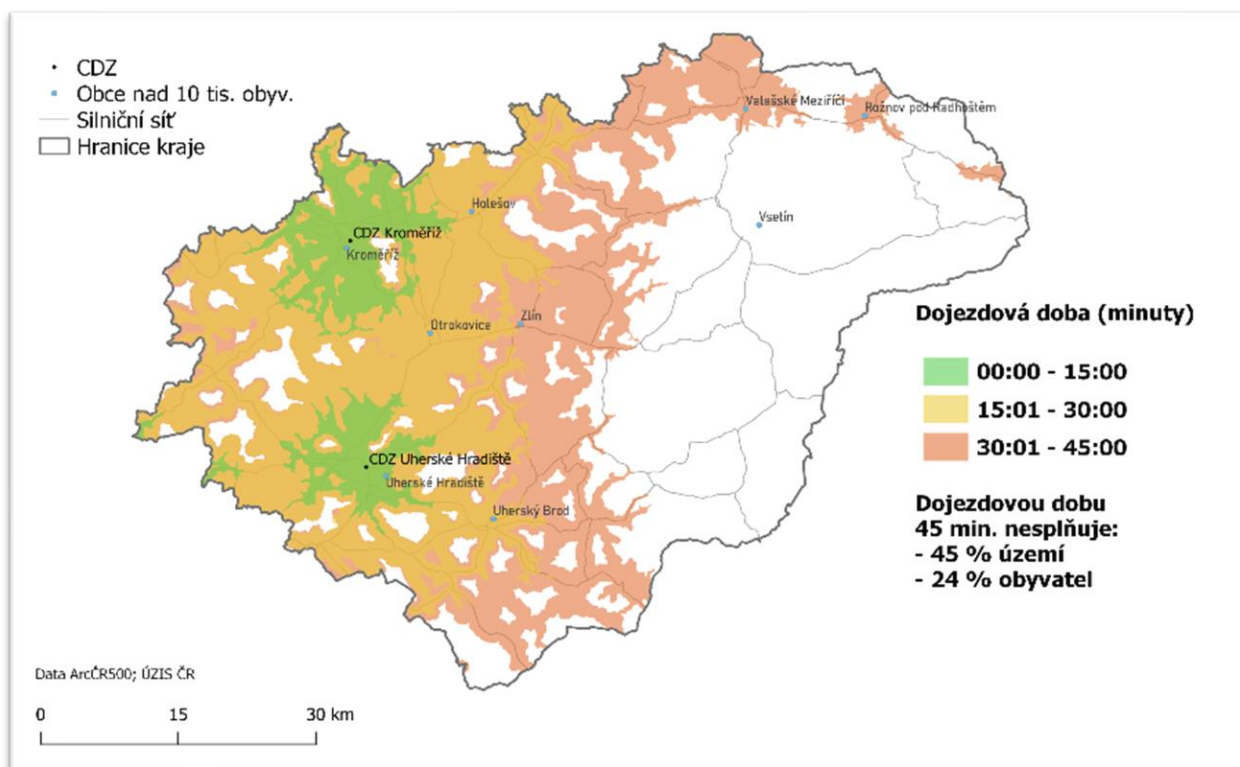 CDZ
Obce nad 10 tis. obyv.
Silniční síť
Hranice kraje
Valašské Meziříčí
Rožnov pod Radhoštěm
Holešov
Vsetín
CDZ Kroměříž
Kroměříž
Otrokovice
Zlín
CDZ Uherské Hradiště
Uherské Hradiště
Uherský Brod
Dojezdová doba (minuty)
00:00 - 15:00
15:01 - 30:00
30:01 - 45:00
Dojezdovou dobu
45 min. nesplňuje:
- 45 % území
- 24 % obyvatel
Data ArcČR500; ÚZIS ČR
0 15 30 km